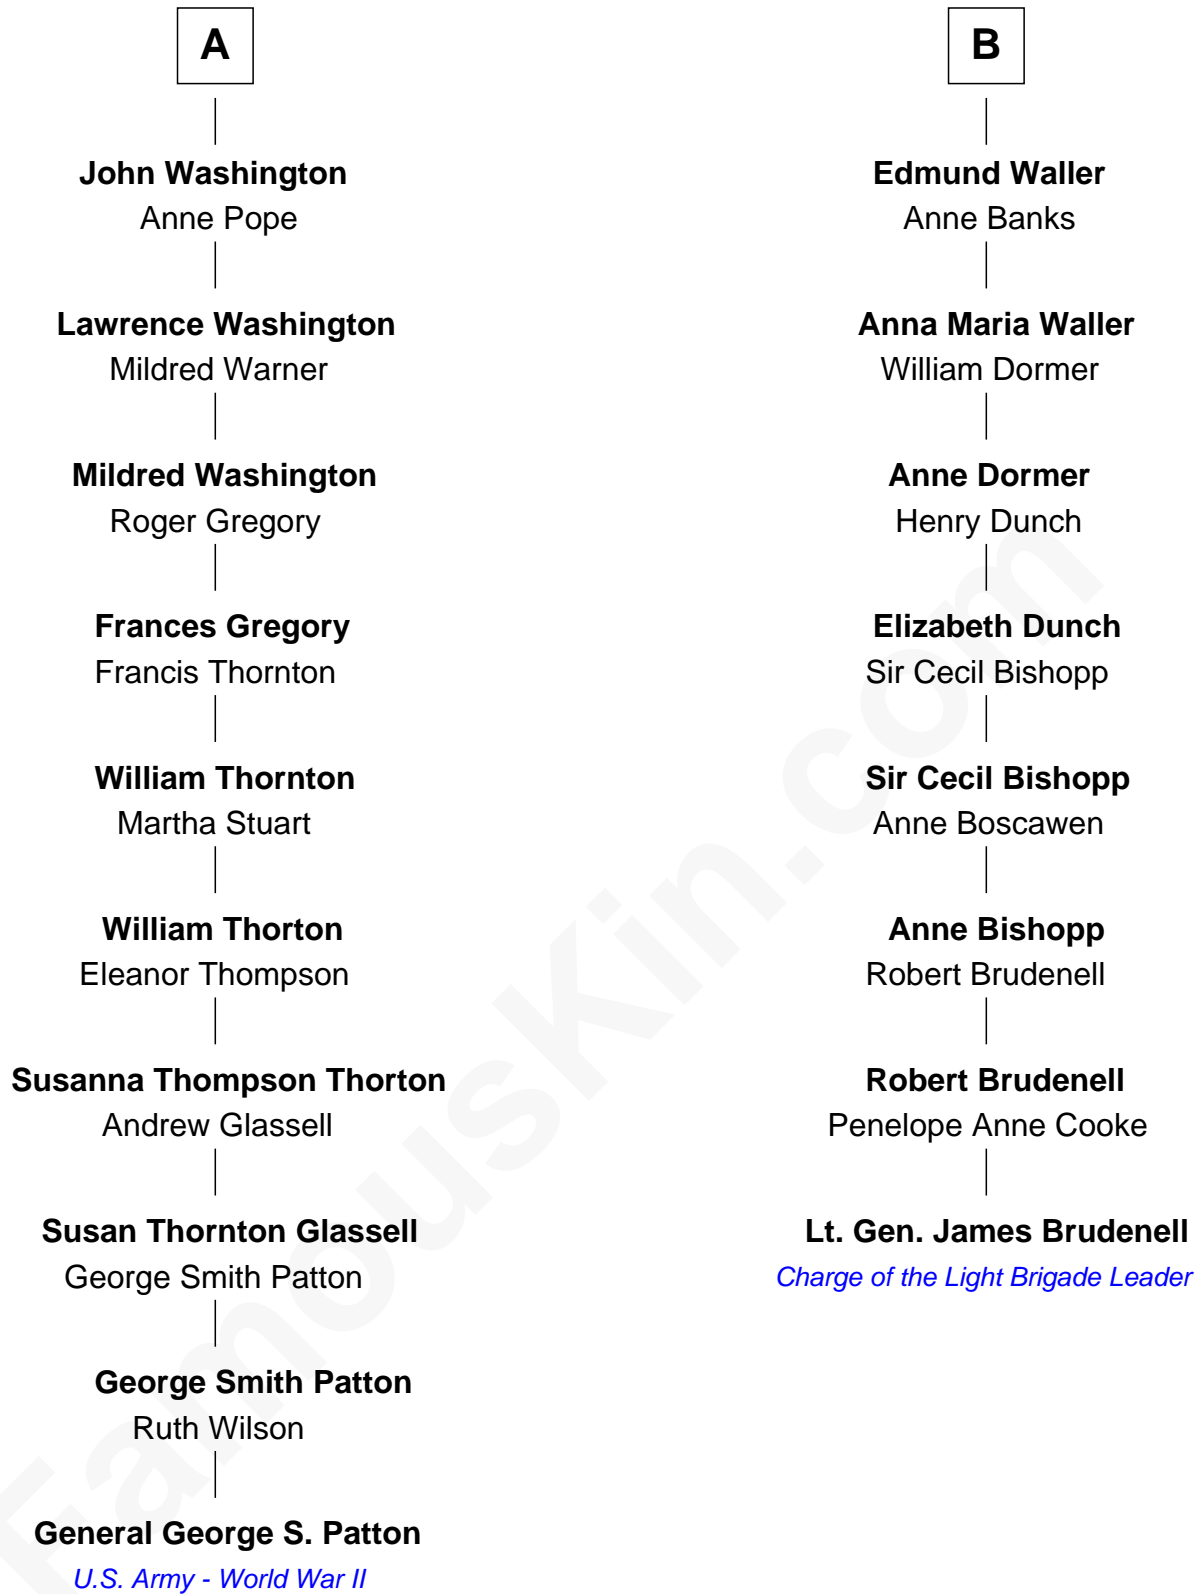 A
John Washington
Anne Pope
Lawrence Washington
Mildred Warner
Mildred Washington
Roger Gregory
Frances Gregory
Francis Thornton
William Thornton
Martha Stuart
William Thorton
Eleanor Thompson
Susanna Thompson Thorton
Andrew Glassell
Susan Thornton Glassell
George Smith Patton
George Smith Patton
Ruth Wilson
General George S. Patton
U.S. Army - World War II
B
Edmund Waller
Anne Banks
Anna Maria Waller
William Dormer
Anne Dormer
Henry Dunch
Elizabeth Dunch
Sir Cecil Bishopp
Sir Cecil Bishopp
Anne Boscawen
Anne Bishopp
Robert Brudenell
Robert Brudenell
Penelope Anne Cooke
Lt. Gen. James Brudenell
Charge of the Light Brigade Leader
FamousKin.com